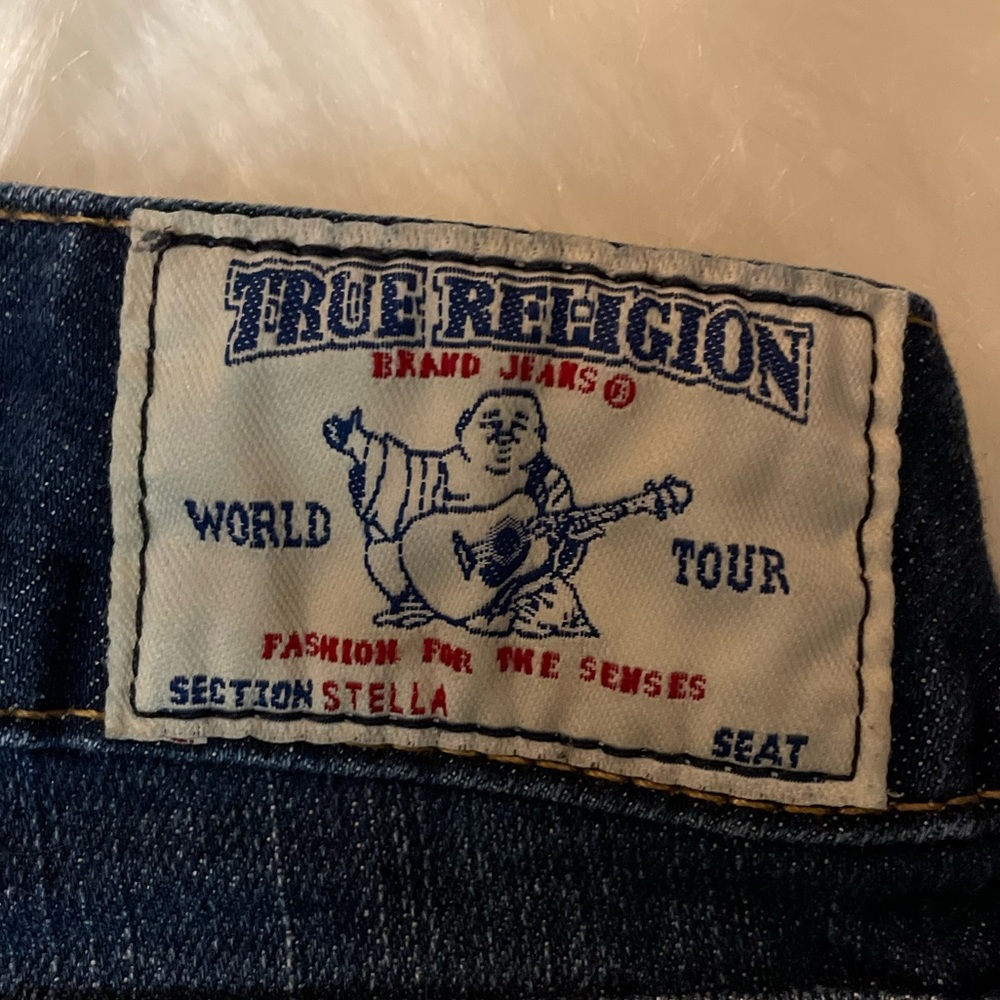 TRUE RELIGION
BRAND JEANS®
WORLD TOUR
FASHION FOR THE SENSES
SECTION STELLA
SEAT